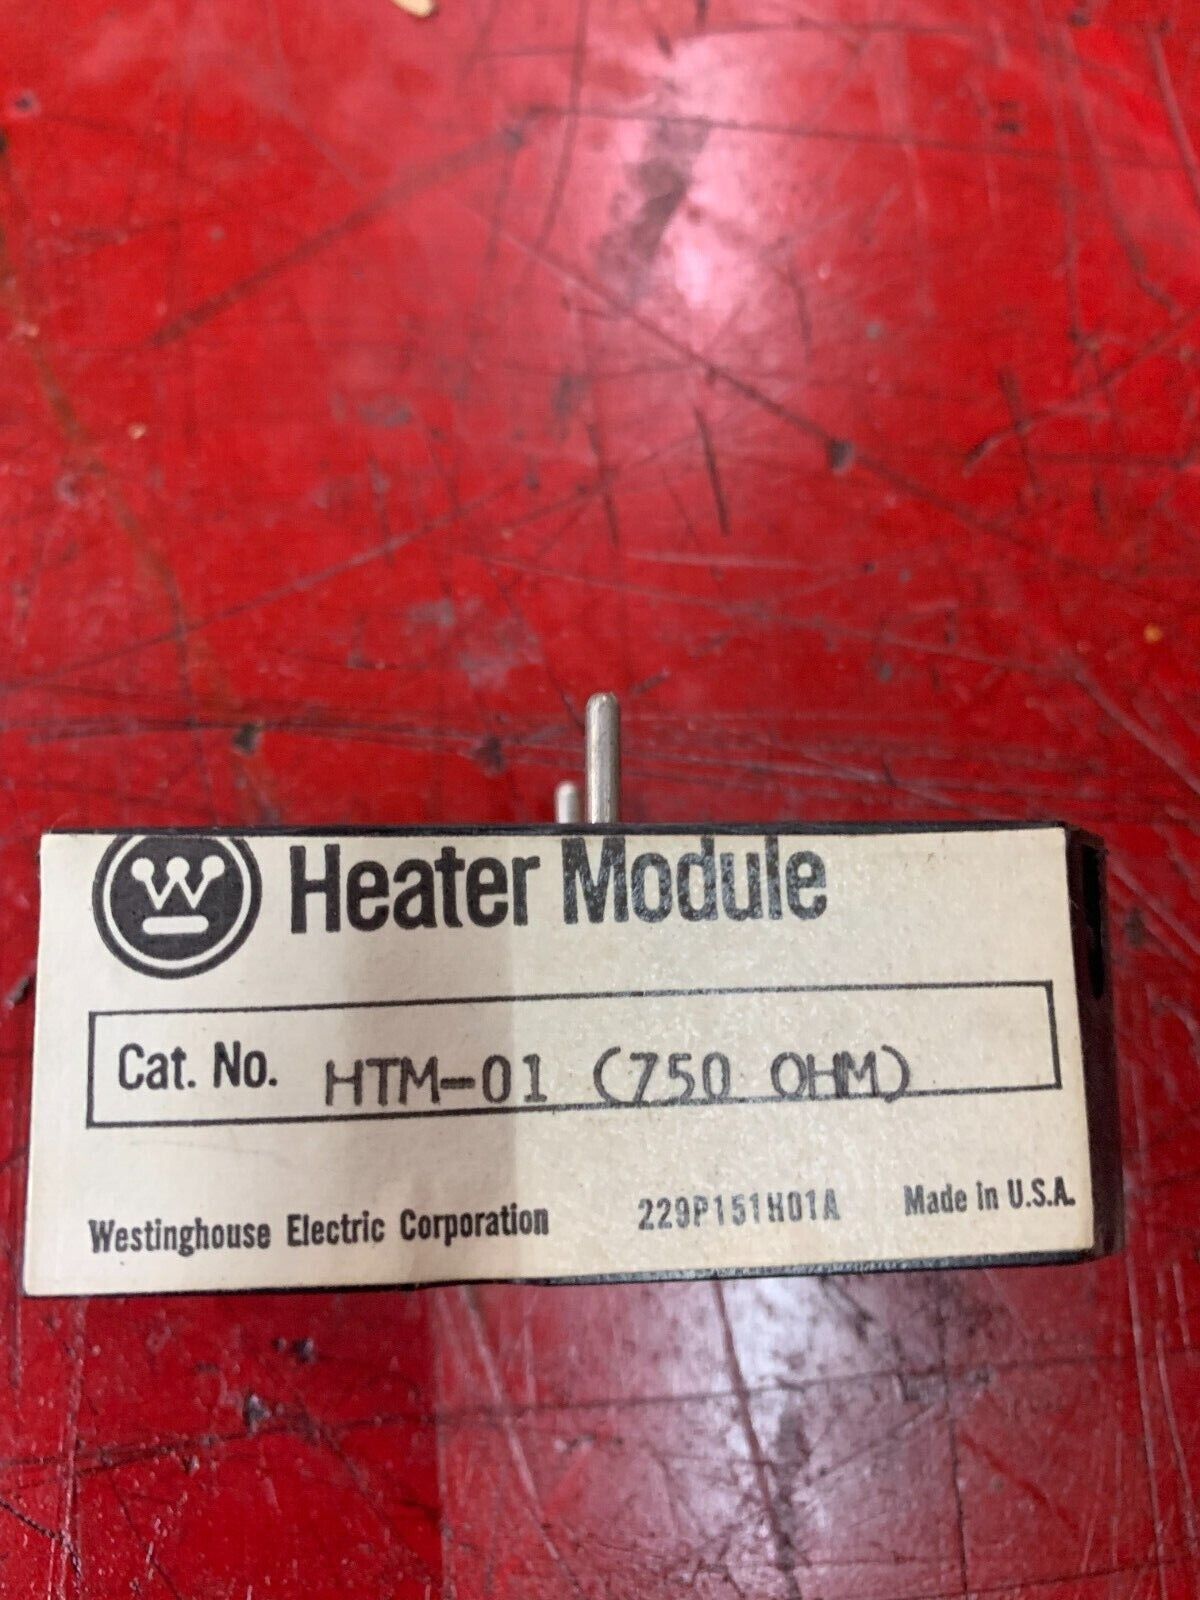 W Heater Module
Cat. No. HTM-01 (750 OHM)
Westinghouse Electric Corporation 229P151H01A Made in U.S.A.